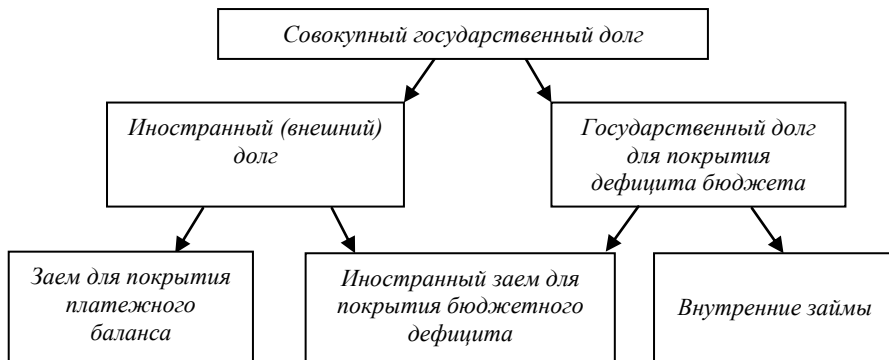 Совокупный государственный долг
Иностранный (внешний)
долг
Государственный долг
для покрытия
дефицита бюджета
Заем для покрытия
платежного
баланса
Иностранный заем для
покрытия бюджетного
дефицита
Внутренние займы